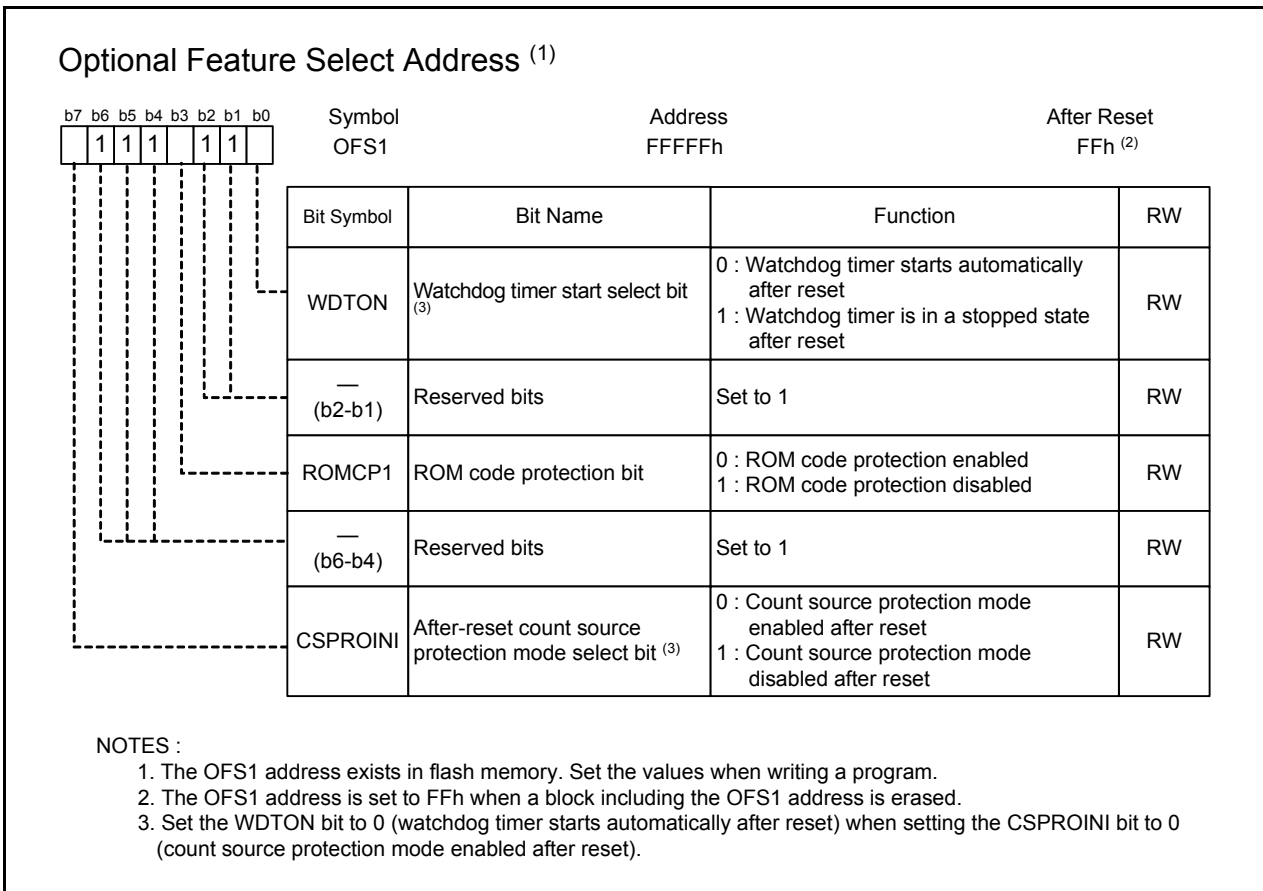 Optional Feature Select Address (1)
b7 b6 b5 b4 b3 b2 b1 b0
1 1 1 1 1
Symbol Address After Reset
OFS1 FFFFFh FFh (2)
Bit Symbol Bit Name Function RW
WDTON Watchdog timer start select bit (3) 0 : Watchdog timer starts automatically
after reset
1 : Watchdog timer is in a stopped state
after reset
RW
—
(b2-b1) Reserved bits Set to 1 RW
ROMCP1 ROM code protection bit 0 : ROM code protection enabled
1 : ROM code protection disabled
RW
—
(b6-b4) Reserved bits Set to 1 RW
CSPROINI After-reset count source
protection mode select bit (3)
0 : Count source protection mode
enabled after reset
1 : Count source protection mode
disabled after reset
RW
NOTES :
1. The OFS1 address exists in flash memory. Set the values when writing a program.
2. The OFS1 address is set to FFh when a block including the OFS1 address is erased.
3. Set the WDTON bit to 0 (watchdog timer starts automatically after reset) when setting the CSPROINI bit to 0
(count source protection mode enabled after reset).